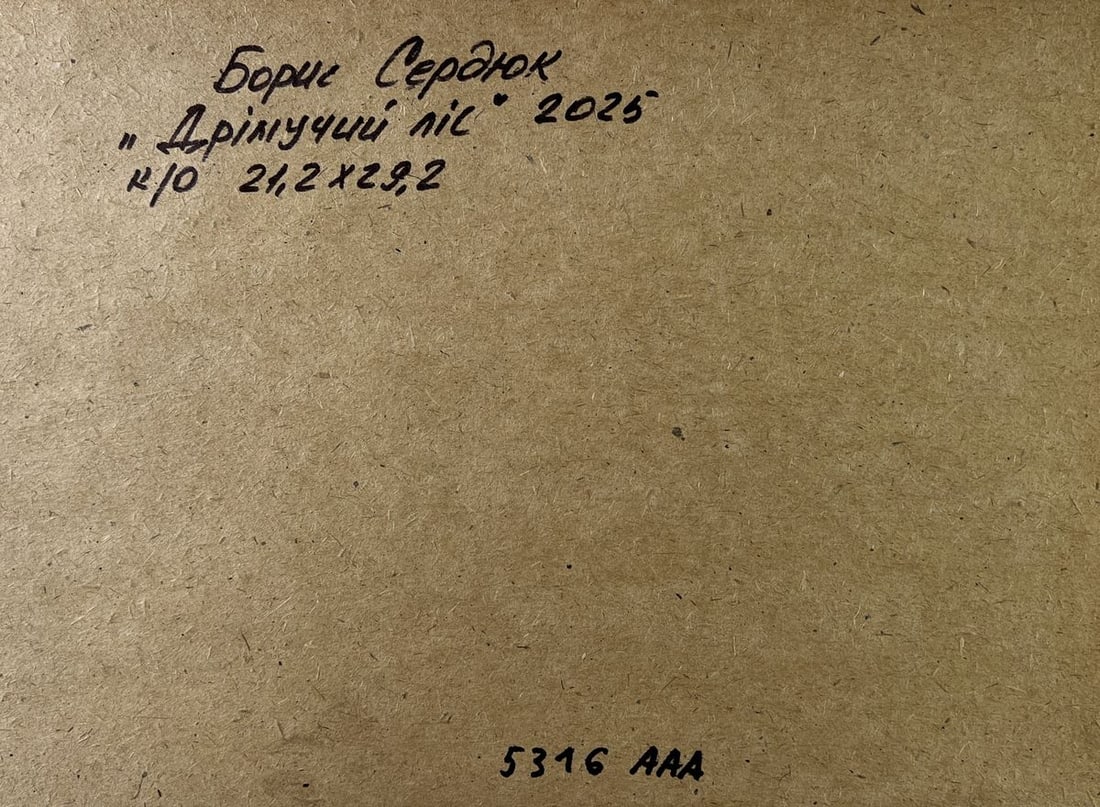 Борис Сердюк
„Дрімучий ліс" 2025
к/о 21,2х29,2
5316 ААА